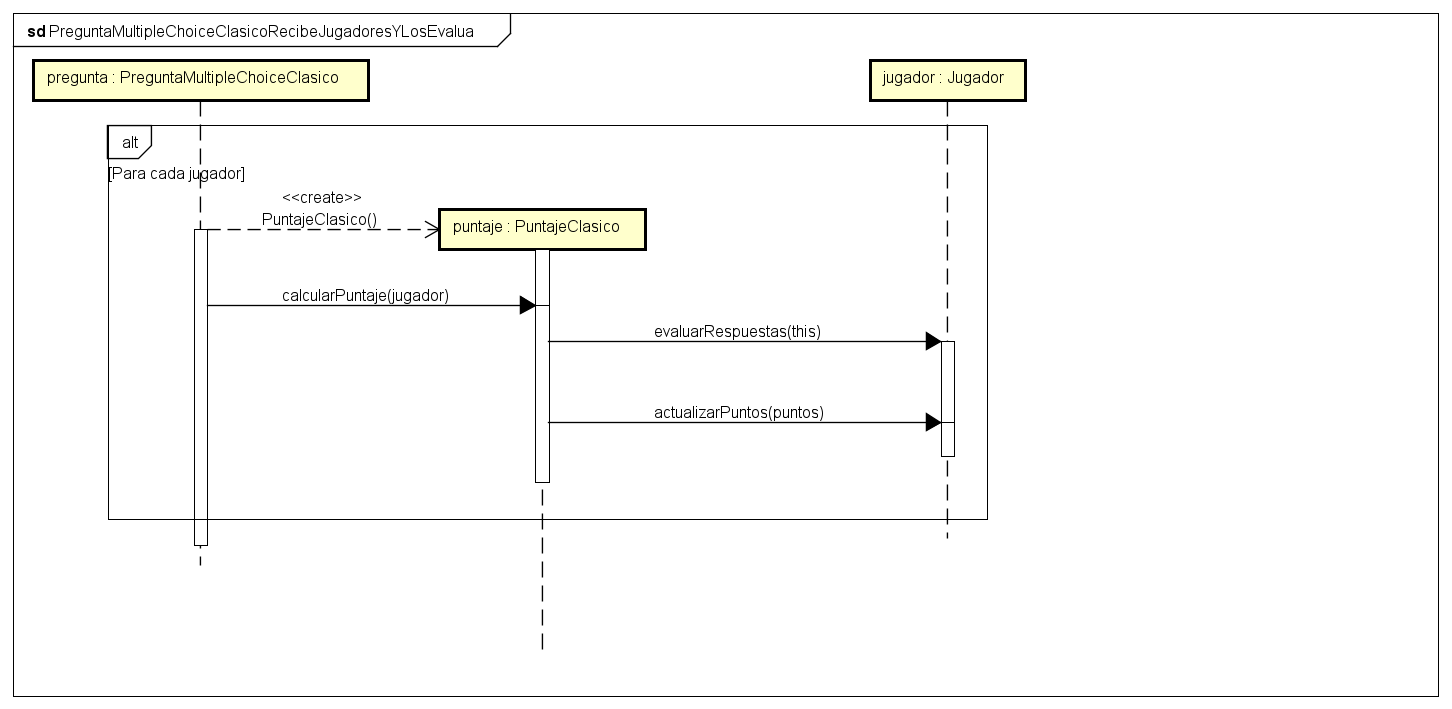 sd PreguntaMultipleChoiceClasicoRecibeJugadoresYLosEvalua
pregunta : PreguntaMultipleChoiceClasico
jugador : Jugador
alt
[Para cada jugador]
<<create>>
PuntajeClasico()
puntaje : PuntajeClasico
calcularPuntaje(jugador)
evaluarRespuestas(this)
actualizarPuntos(puntos)